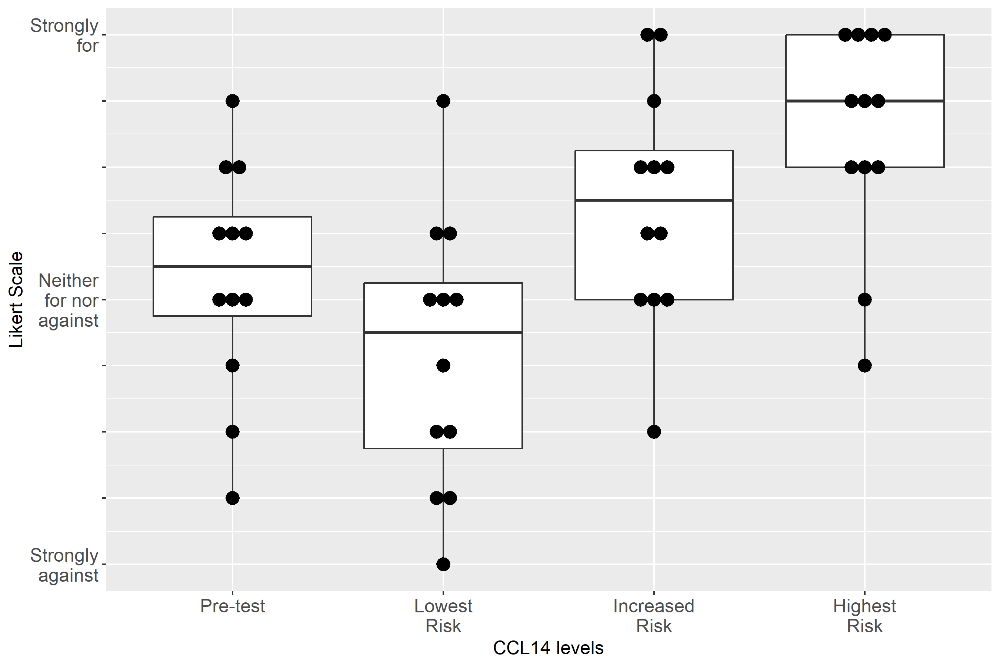 Strongly
for
Neither
for nor
against
Strongly
against
Likert Scale
Pre-test
Lowest
Risk
Increased
Risk
Highest
Risk
CCL14 levels